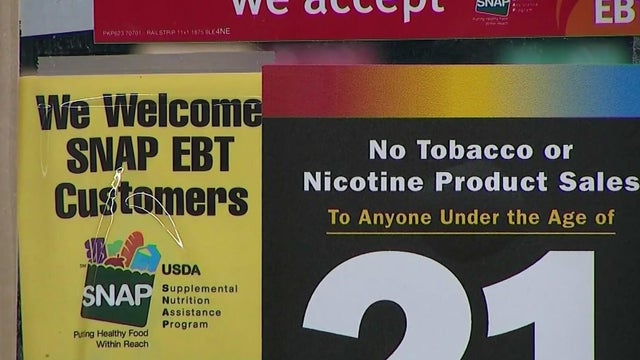 we accept
SNAP
EB
We Welcome
SNAP EBT
Customers
USDA
SNAP
Supplemental
Nutrition
Assistance
Program
Putting Healthy Food
Within Reach
No Tobacco or
Nicotine Product Sales
To Anyone Under the Age of
21